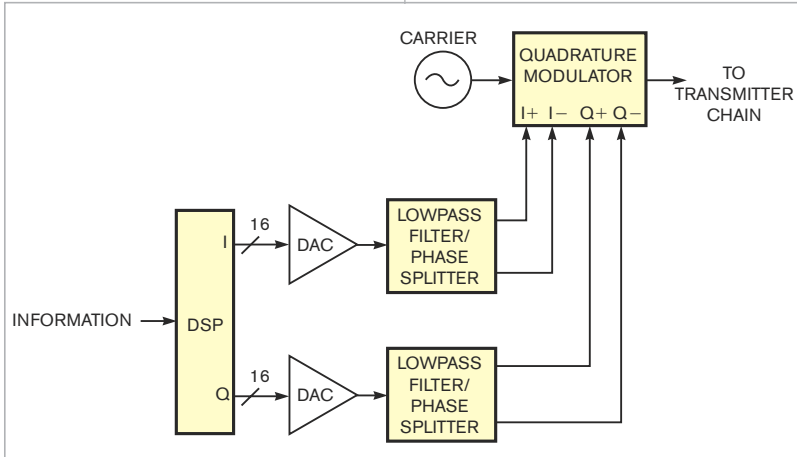 CARRIER
QUADRATURE
MODULATOR
I+ I− Q+ Q−
TO
TRANSMITTER
CHAIN
16
I
DAC
LOWPASS
FILTER/
PHASE
SPLITTER
INFORMATION
DSP
16
Q
DAC
LOWPASS
FILTER/
PHASE
SPLITTER